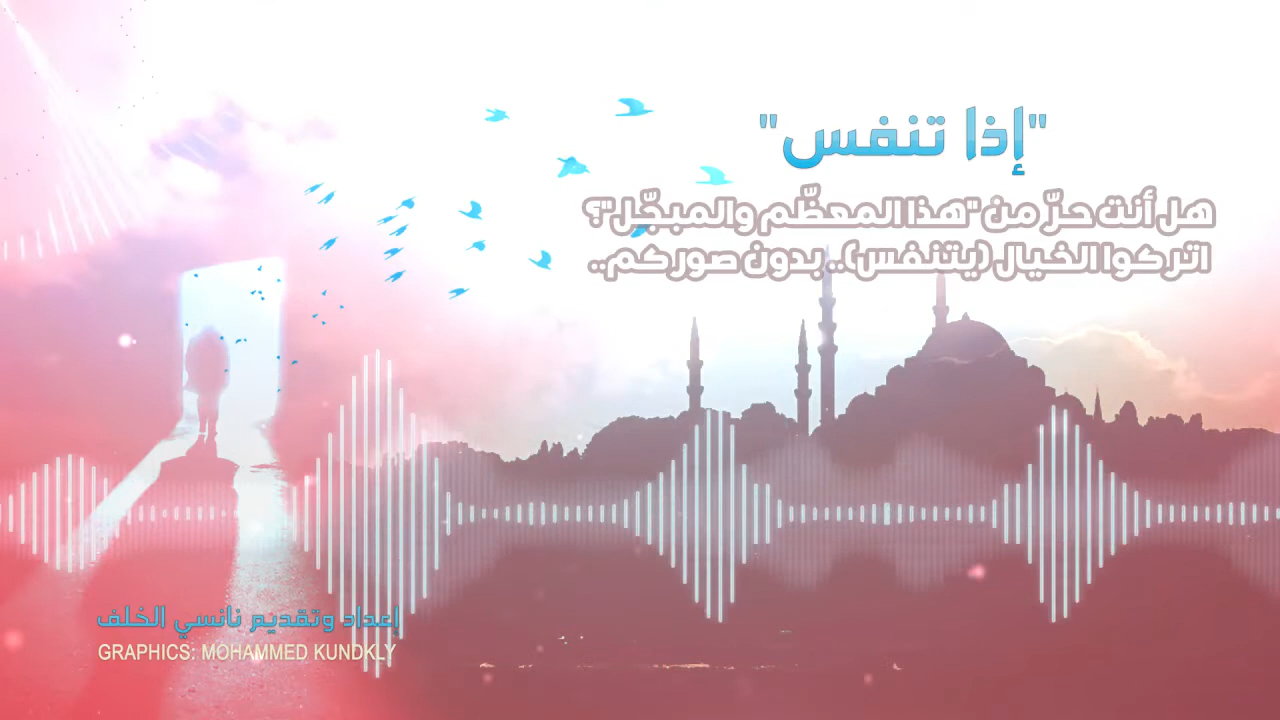 "إذا تنفس"
هل أنت حرّ من "هذا المعظّم والمبجّل"؟
اتركوا الخيال (يتنفس).. بدون صوركم..
إعداد وتقديم نانسي الخلف
GRAPHICS: MOHAMMED KUNDKLY